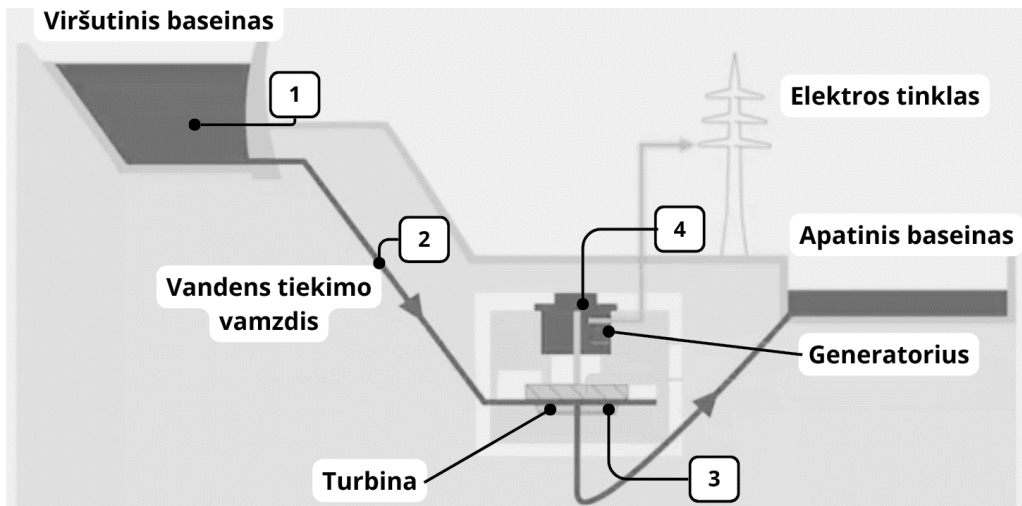 Viršutinis baseinas
1
Elektros tinklas
2
4
Apatinis baseinas
Vandens tiekimo
vamzdis
Generatorius
Turbina
3